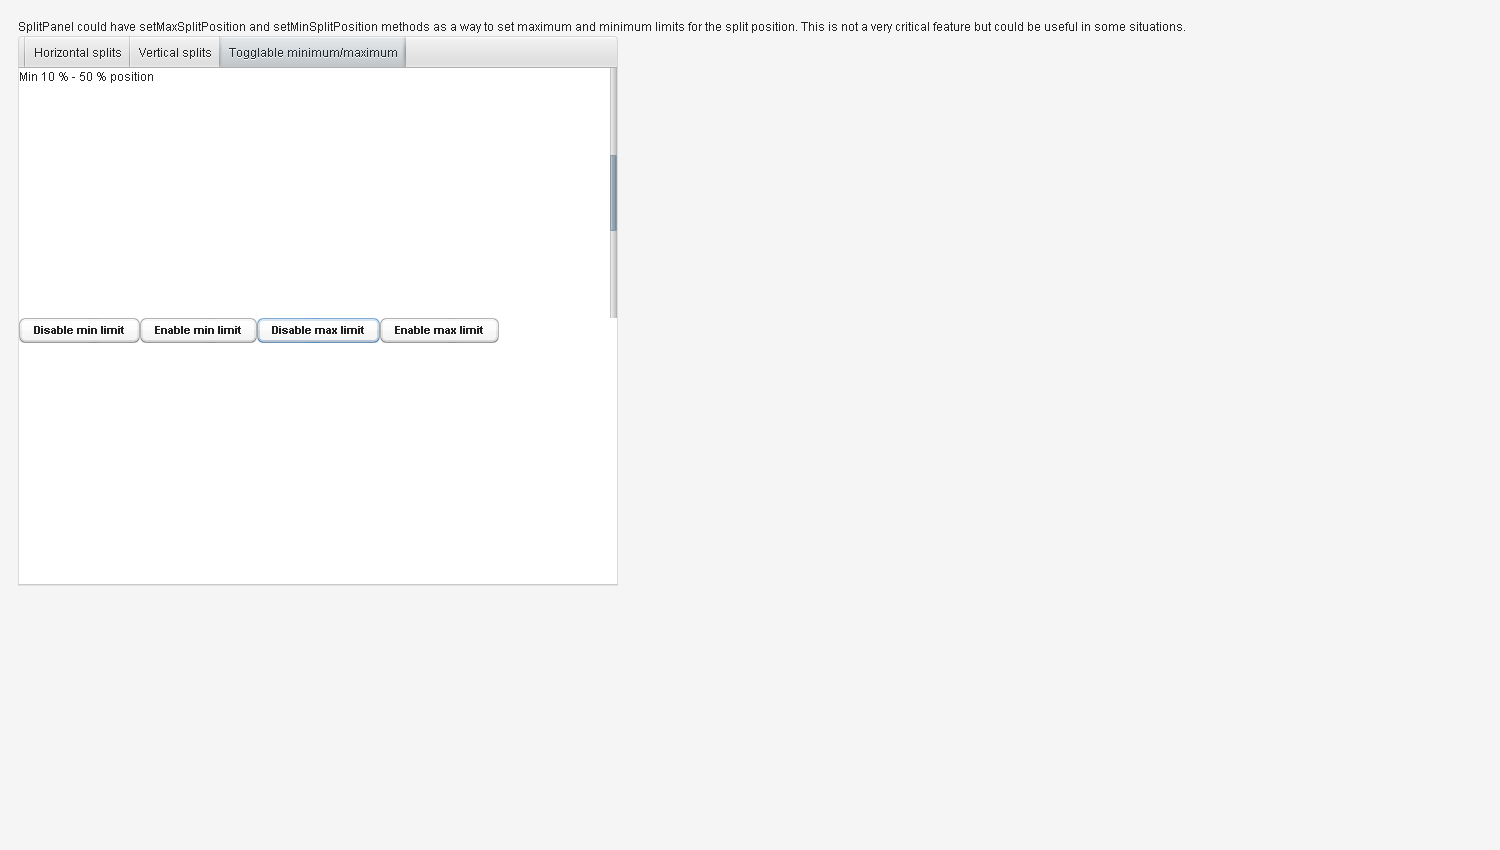 SplitPanel could have setMaxSplitPosition and setMinSplitPosition methods as a way to set maximum and minimum limits for the split position. This is not a very critical feature but could be useful in some situations.
Horizontal splits Vertical splits Togglable minimum/maximum
Min 10 % - 50 % position
Disable min limit Enable min limit Disable max limit Enable max limit